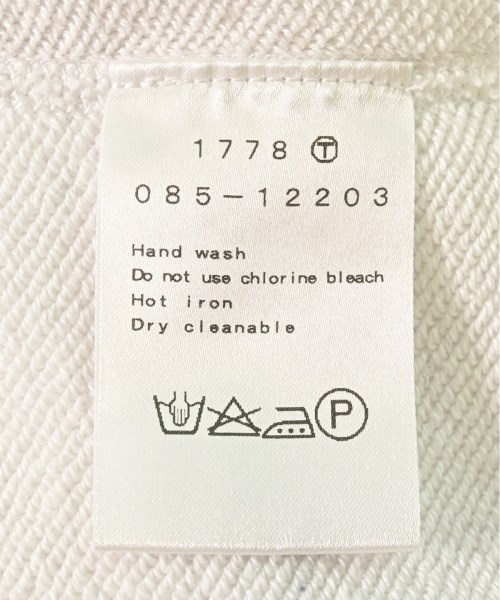 1778 Ⓣ
085-12203
Hand wash
Do not use chlorine bleach
Hot iron
Dry cleanable
P